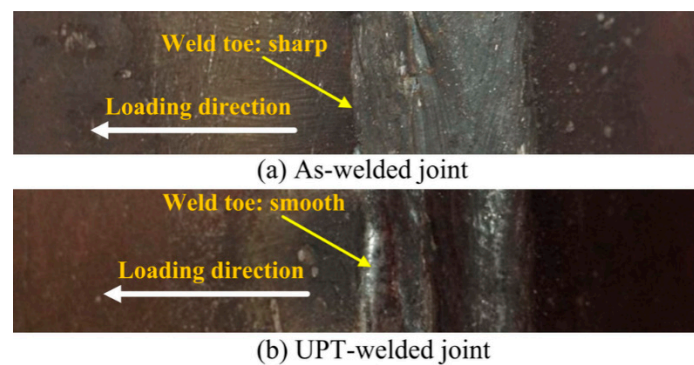 Weld toe: sharp
Loading direction
(a) As-welded joint
Weld toe: smooth
Loading direction
(b) UPT-welded joint